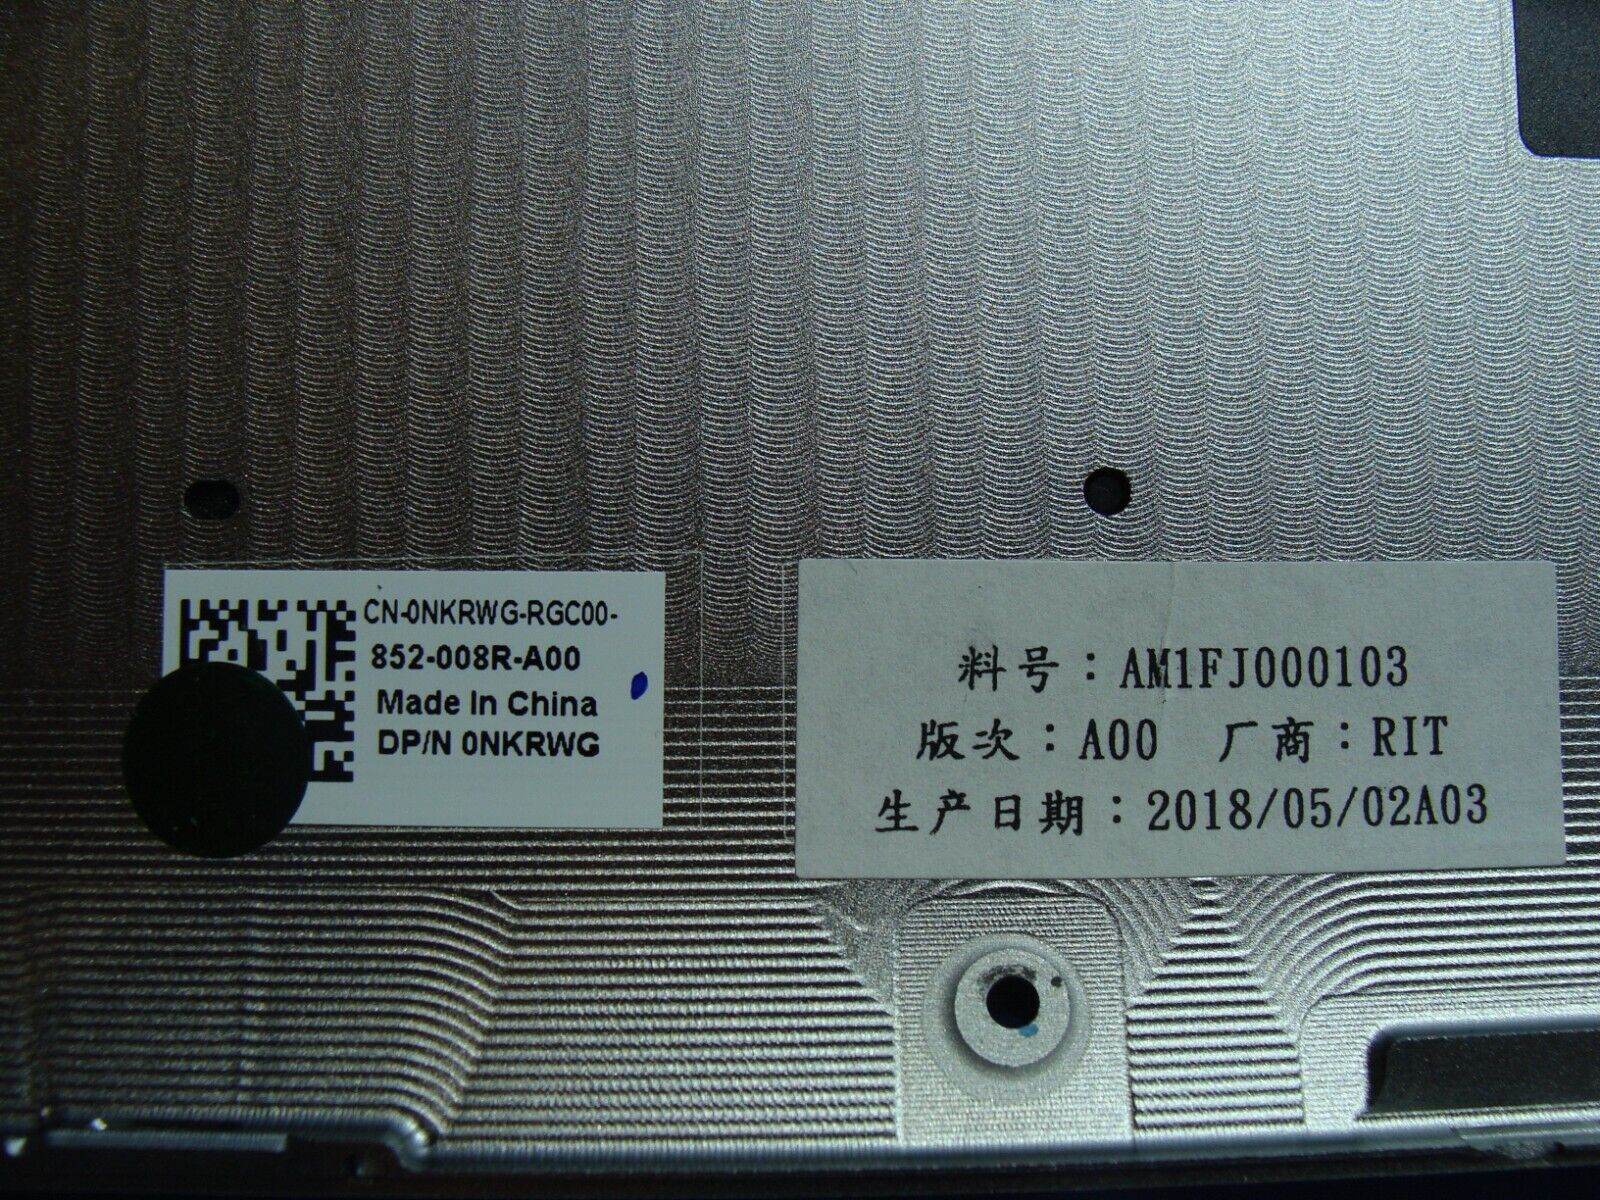 CN-0NKRWG-RGC00-
852-008R-A00
Made In China
DP/N 0NKRWG
料号：AM1FJ000103
版次：A00 厂商：RIT
生产日期：2018/05/02A03